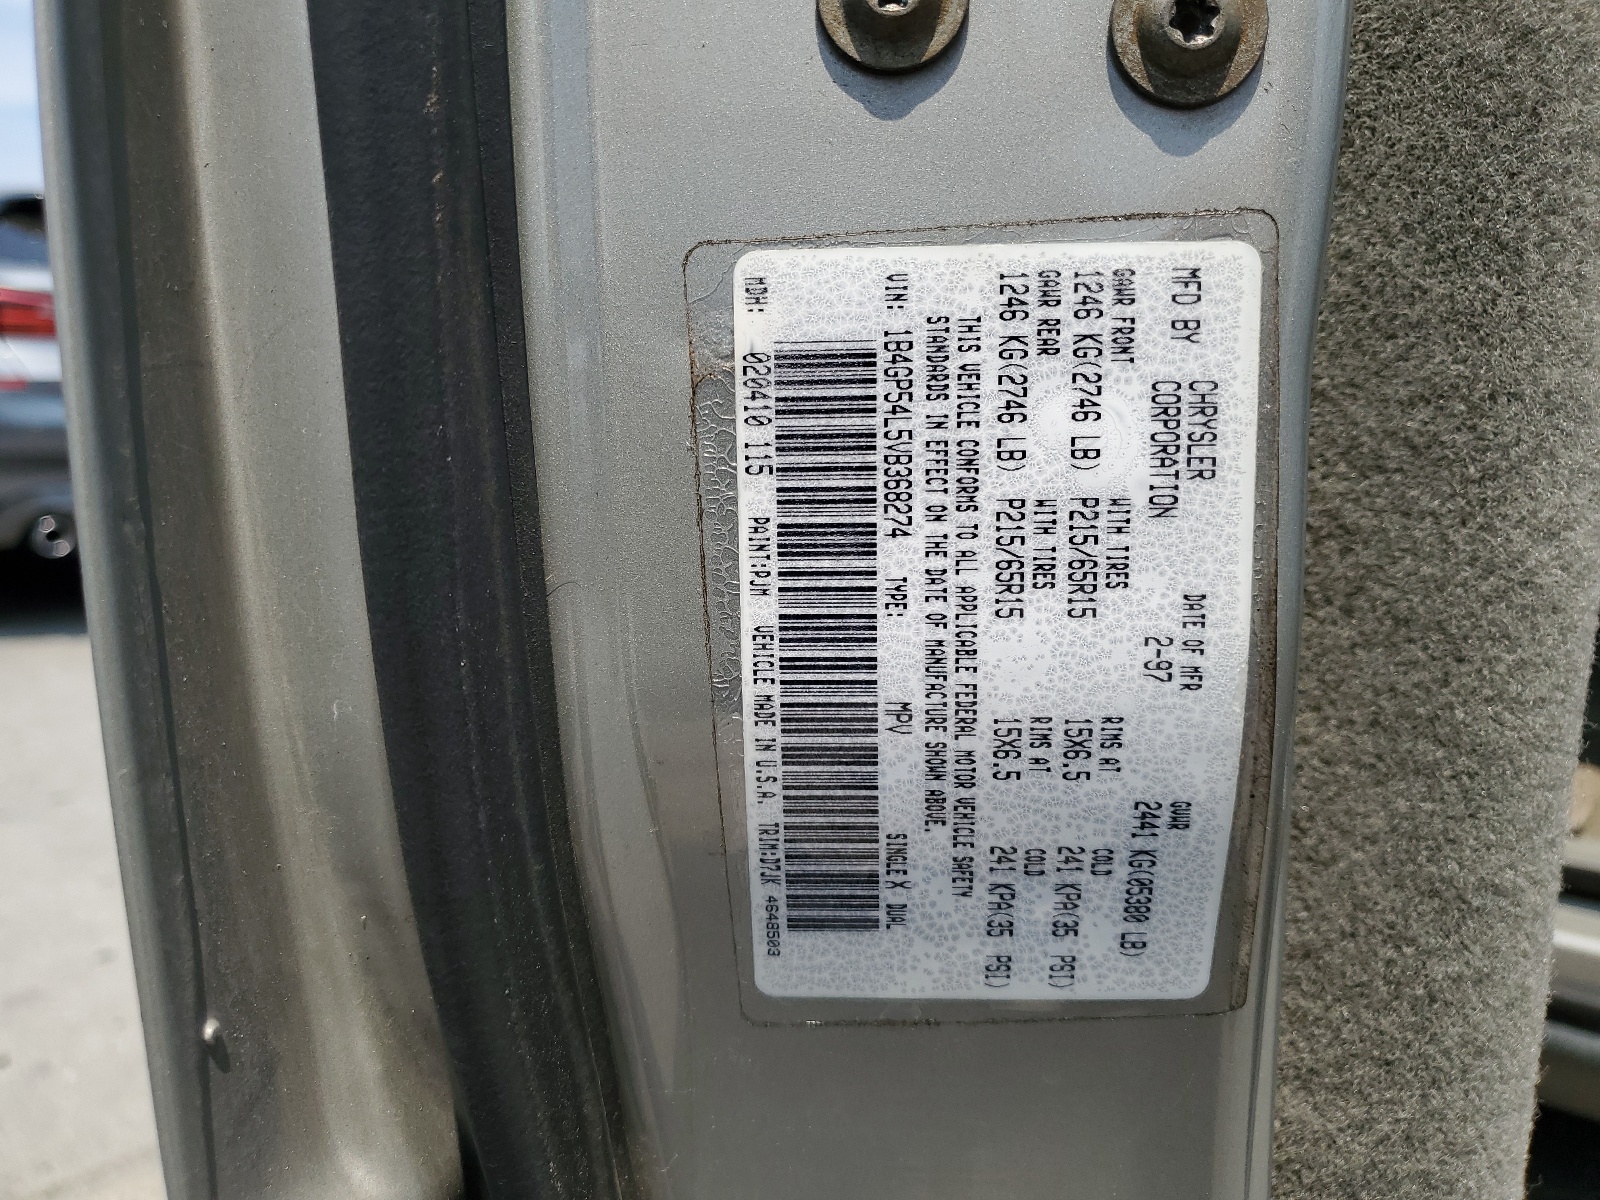 MFD BY CHRYSLER CORPORATION DATE OF MFR 2-97 GVWR 2441 KG(05380 LB)
GAWR FRONT WITH TIRES RIMS AT COLD
1246 KG(2746 LB) P215/65R15 15X6.5 241 KPA(35 PSI)
GAWR REAR WITH TIRES RIMS AT COLD
1246 KG(2746 LB) P215/65R15 15X6.5 241 KPA(35 PSI)
THIS VEHICLE CONFORMS TO ALL APPLICABLE FEDERAL MOTOR VEHICLE SAFETY
STANDARDS IN EFFECT ON THE DATE OF MANUFACTURE SHOWN ABOVE.
VIN: 1B4GP54L5VB368274 TYPE: MPV SINGLE X DUAL
MDH: 020410 115 PAINT:PJM VEHICLE MADE IN U.S.A. TRIM:D7JK 4648503